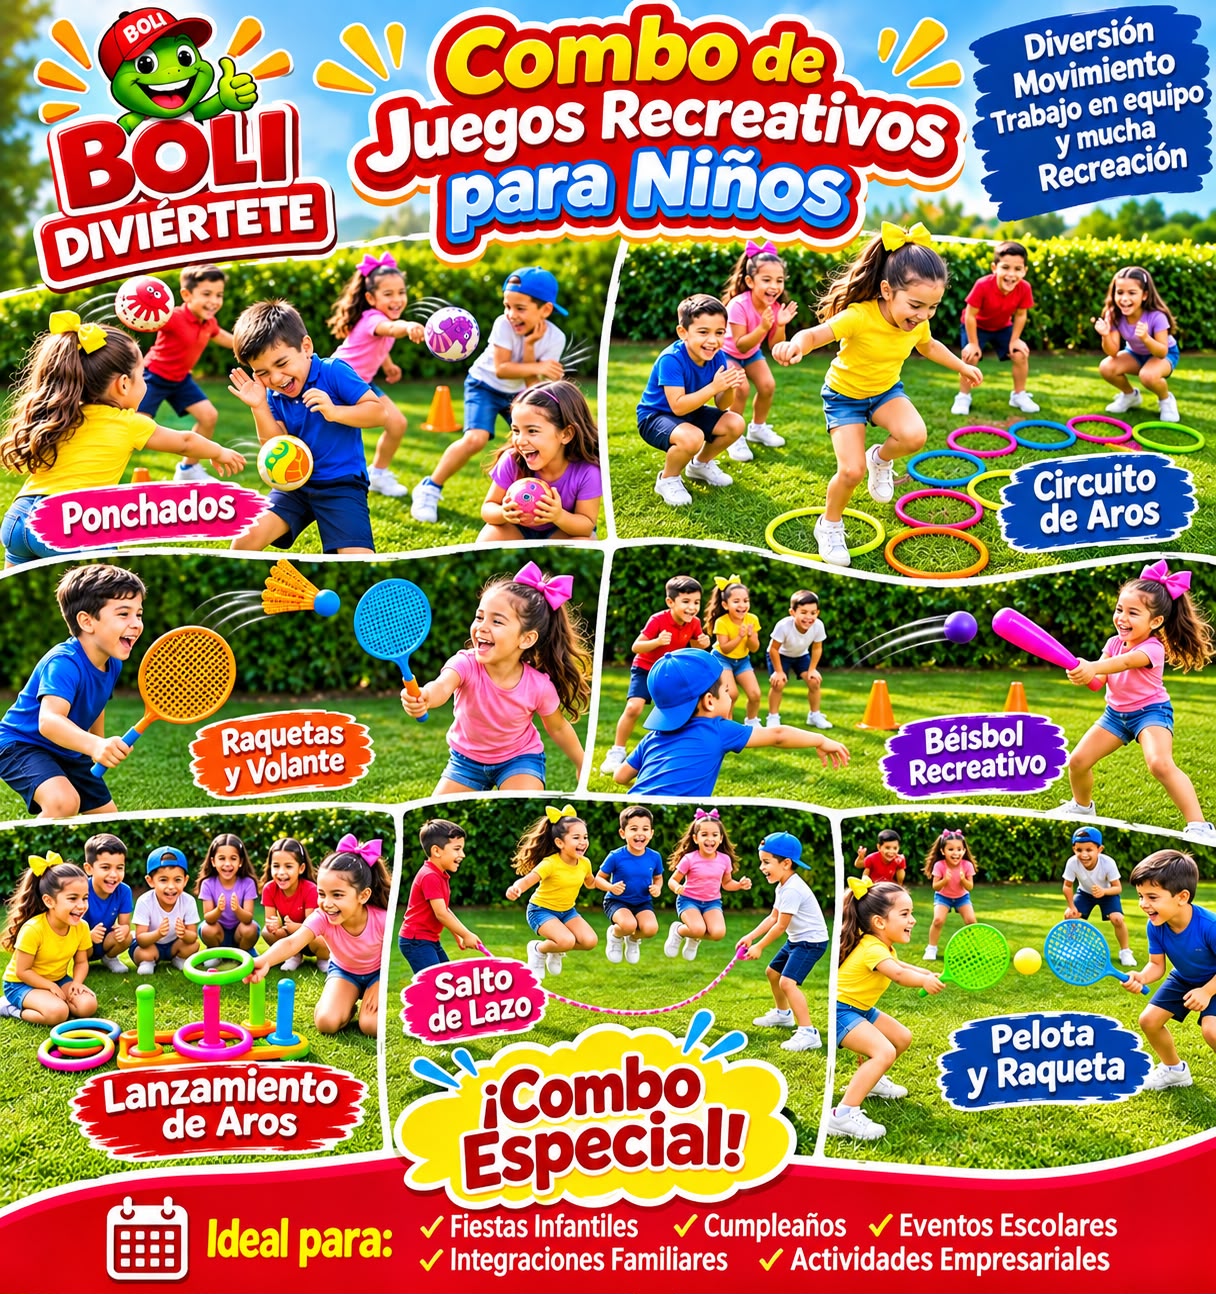 BOLI
BOLI
DIVIÉRTETE
Combo de
Juegos Recreativos
para Niños
Diversión
Movimiento
Trabajo en equipo
y mucha
Recreación
Ponchados
Circuito
de Aros
Raquetas
y Volante
Béisbol
Recreativo
Lanzamiento
de Aros
Salto
de Lazo
Pelota
y Raqueta
¡Combo
Especial!
Ideal para:
✓ Fiestas Infantiles ✓ Cumpleaños ✓ Eventos Escolares
✓ Integraciones Familiares ✓ Actividades Empresariales